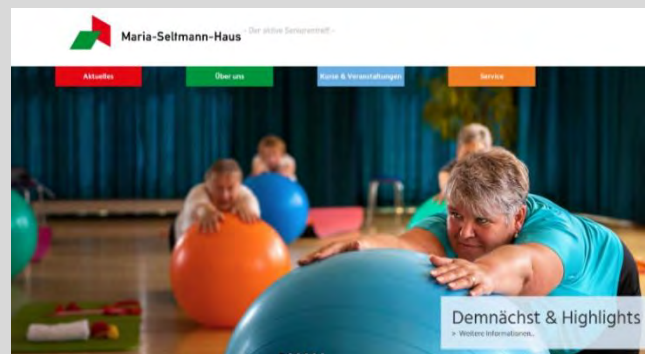 Maria-Seltmann-Haus
- Der aktive Seniorentreff. -
Aktuelles
Über uns
Kurse & Veranstaltungen
Service
Demnächst & Highlights
> Weitere Informationen..